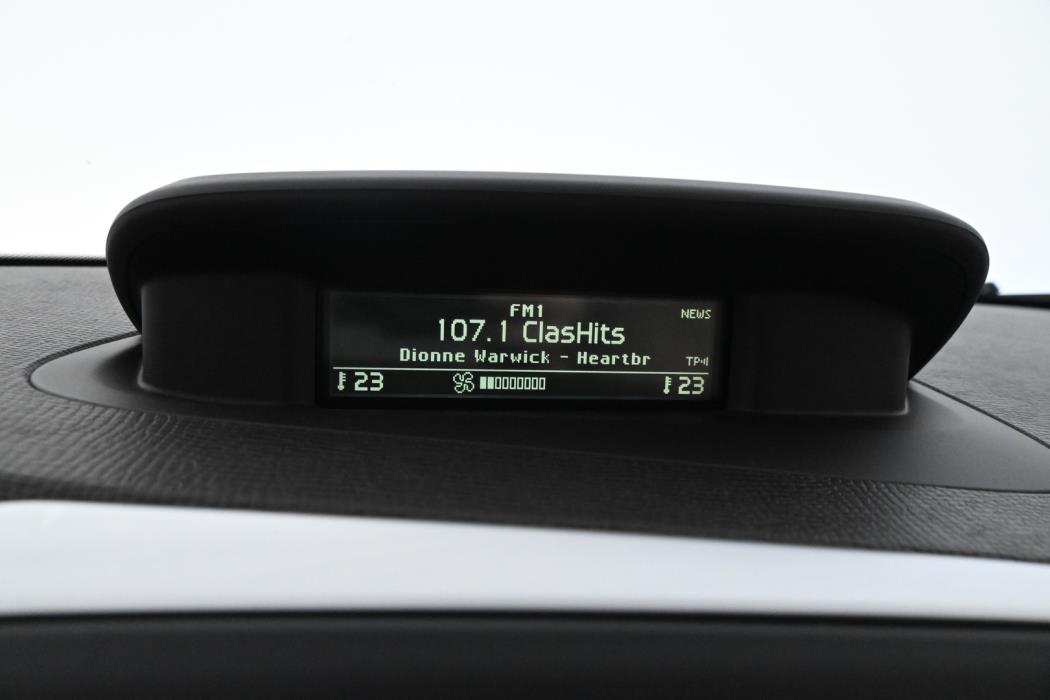 FM1
NEWS
107.1 ClasHits
Dionne Warwick - Heartbr
TP
23
23